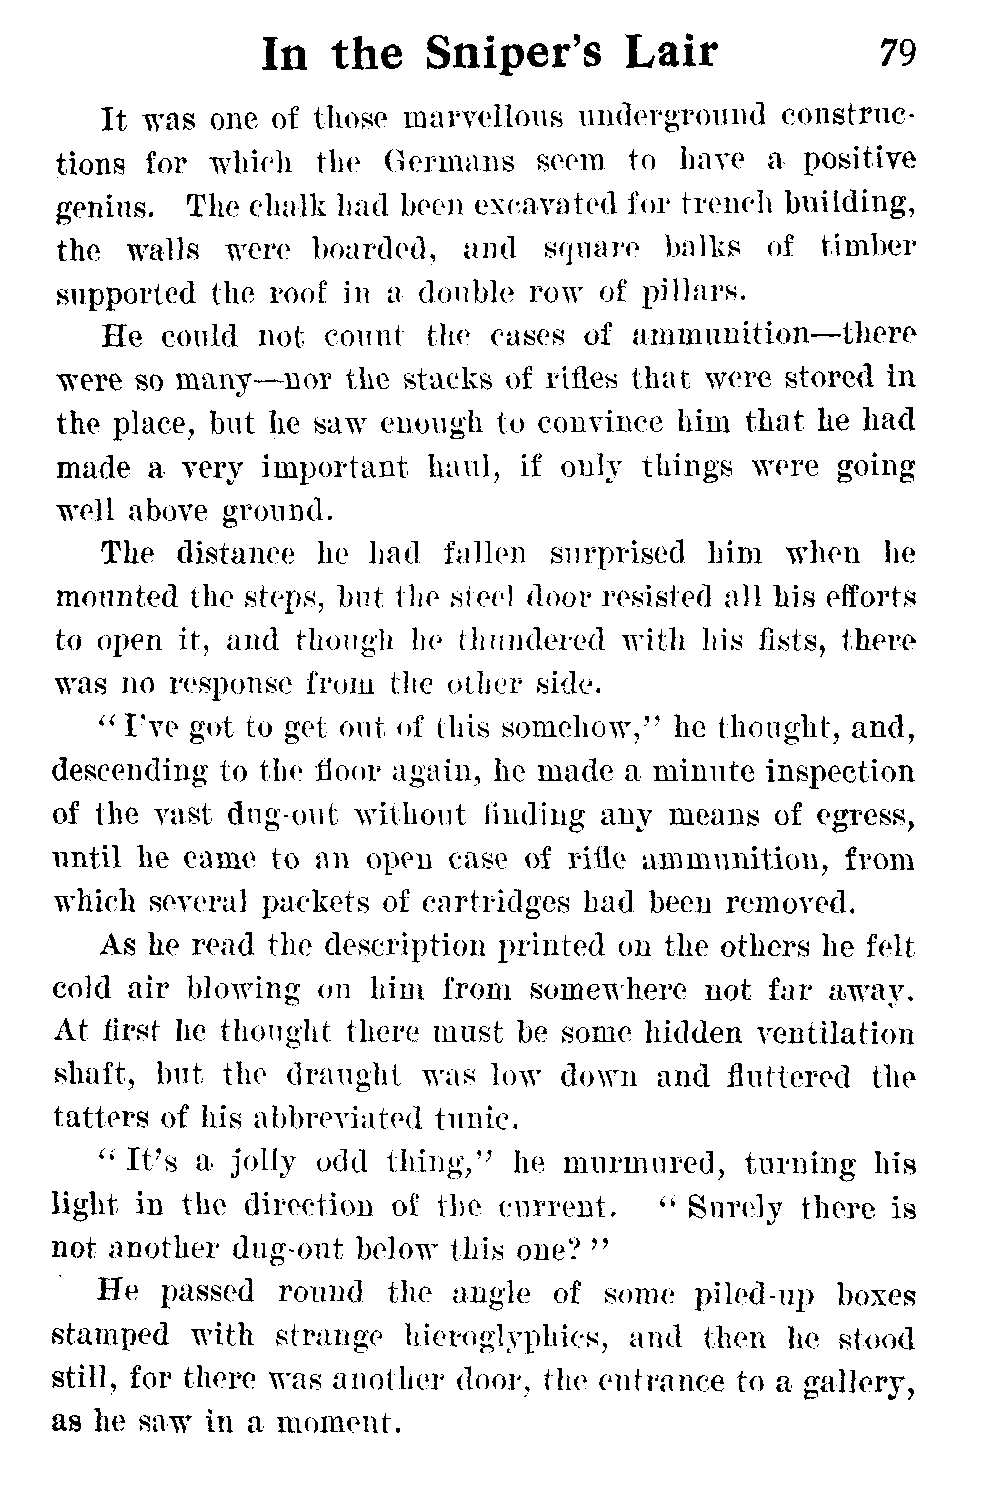 In the Sniper's Lair 79
It was one of those marvellous underground construc-
tions for which the Germans seem to have a positive
genius. The chalk had been excavated for trench building,
the walls were boarded, and square balks of timber
supported the roof in a double row of pillars.
He could not count the cases of ammunition—there
were so many—nor the stacks of rifles that were stored in
the place, but he saw enough to convince him that he had
made a very important haul, if only things were going
well above ground.
The distance he had fallen surprised him when he
mounted the steps, but the steel door resisted all his efforts
to open it, and though he thundered with his fists, there
was no response from the other side.
"I've got to get out of this somehow," he thought, and,
descending to the floor again, he made a minute inspection
of the vast dug-out without finding any means of egress,
until he came to an open case of rifle ammunition, from
which several packets of cartridges had been removed.
As he read the description printed on the others he felt
cold air blowing on him from somewhere not far away.
At first he thought there must be some hidden ventilation
shaft, but the draught was low down and fluttered the
tatters of his abbreviated tunic.
"It's a jolly odd thing," he murmured, turning his
light in the direction of the current. "Surely there is
not another dug-out below this one?"
He passed round the angle of some piled-up boxes
stamped with strange hieroglyphics, and then he stood
still, for there was another door, the entrance to a gallery,
as he saw in a moment.